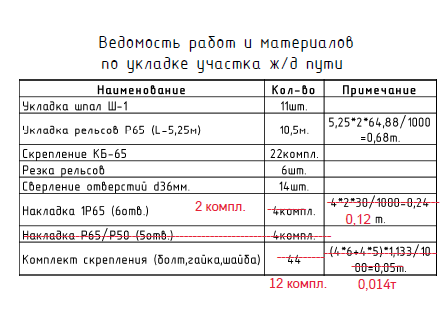 Ведомость работ и материалов
по укладке участка ж/д пути
Наименование Кол-во Примечание
Укладка шпал Ш-1 11шт.
Укладка рельсов Р65 (L-5,25м) 10,5м. 5,25*2*64,88/1000
=0,68т.
Скрепление КБ-65 22компл.
Резка рельсов 6шт.
Сверление отверстий d36мм. 14шт.
Накладка 1Р65 (6отв.) 2 компл. 4компл. 4*2*30/1000=0,24
0,12 т.
Накладка Р65/Р50 (5отв.) 4компл.
Комплект скрепления (болт,гайка,шайба) 44 (4*6+4*5)*1,133/10
00=0,05т.
12 компл. 0,014т